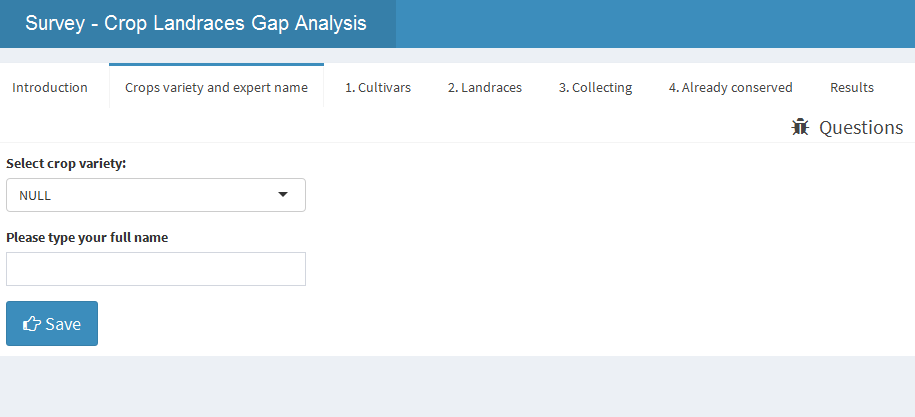 Survey - Crop Landraces Gap Analysis
Introduction Crops variety and expert name 1. Cultivars 2. Landraces 3. Collecting 4. Already conserved Results
Questions
Select crop variety:
NULL
Please type your full name
Save